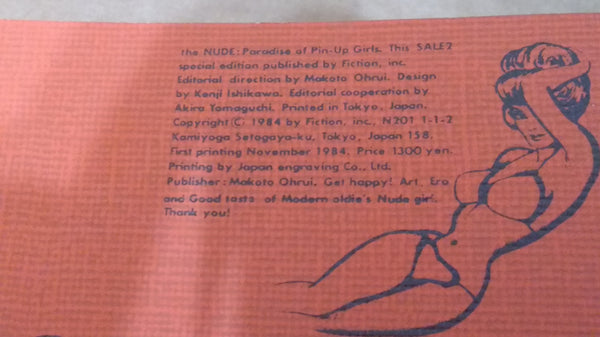 the NUDE: Paradise of Pin-Up Girls. This SALE2
special edition published by Fiction, inc.
Editorial direction by Makoto Ohrui. Design
by Kenji Ishikawa. Editorial cooperation by
Akira Yamaguchi. Printed in Tokyo, Japan.
Copyright(C) 1984 by Fiction, inc., N201 1-1-2
Kamiyoga Setagaya-ku, Tokyo, Japan 158.
First printing November 1984. Price 1300 yen.
Printing by Japan engraving Co., Ltd.
Publisher: Makoto Ohrui. Get happy! Art, Ero
and Good taste of Modern oldie's Nude girl.
Thank you!